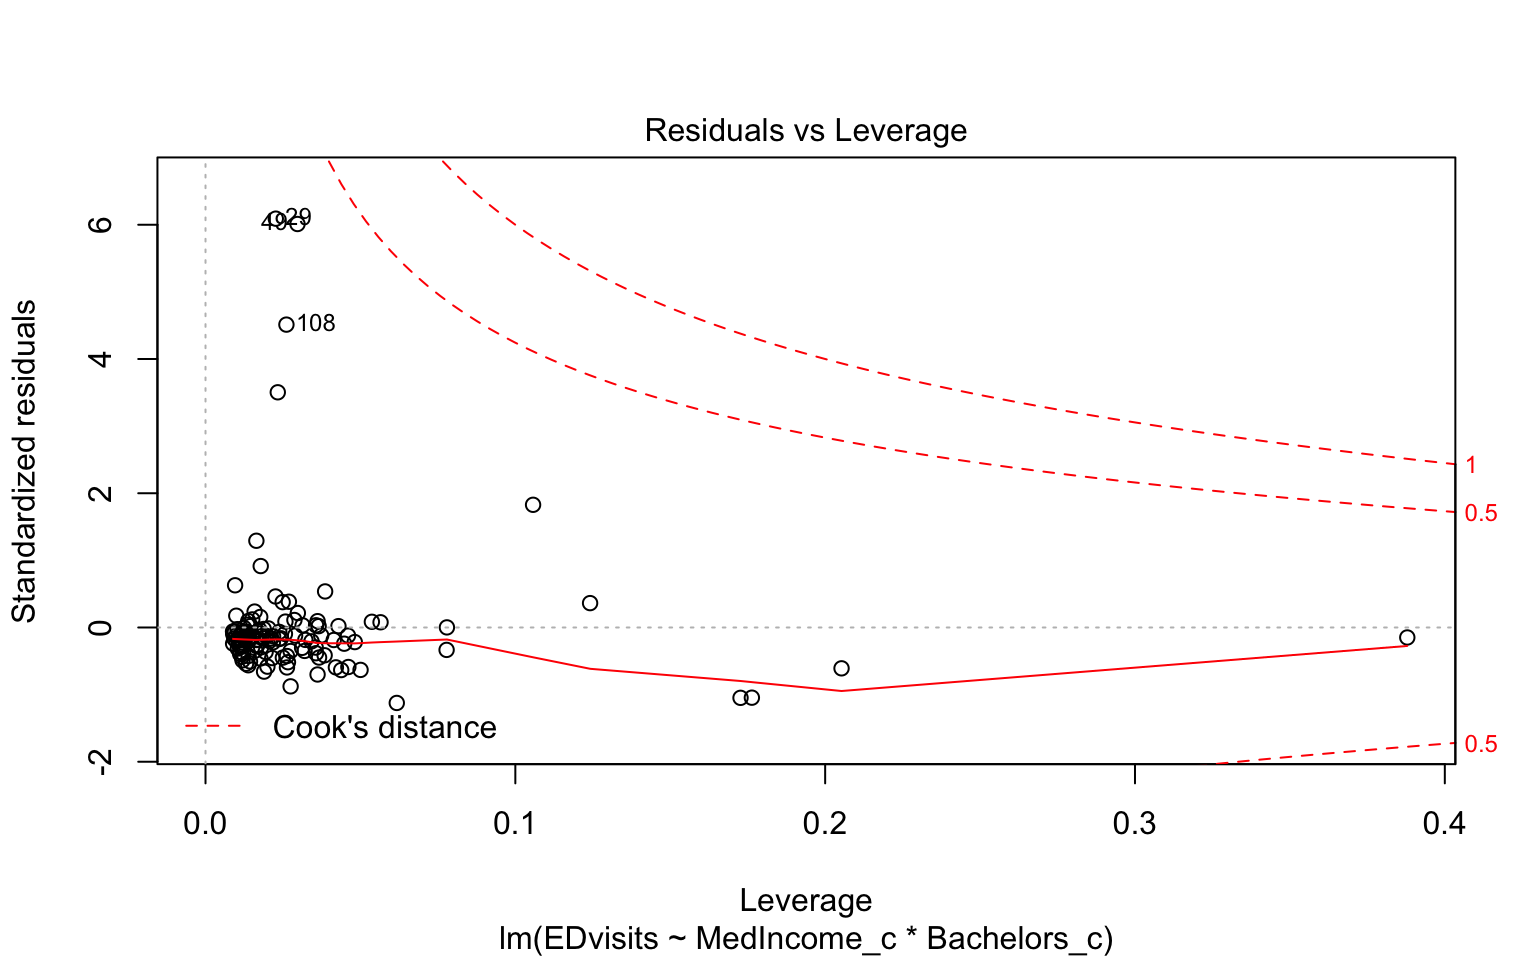 Residuals vs Leverage
Standardized residuals
6
4
2
0
-2
49
29
108
1
0.5
0.5
Cook's distance
0.0 0.1 0.2 0.3 0.4
Leverage
lm(EDvisits ~ MedIncome_c * Bachelors_c)